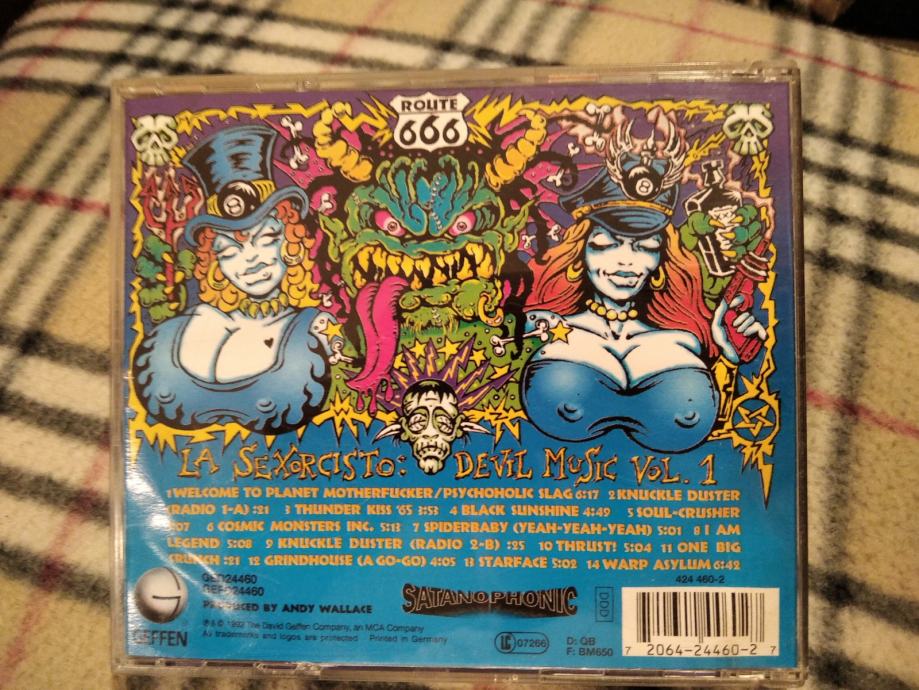 ROUTE
666
LA SEXORCISTO: DEVIL MUSIC VOL. 1
1 WELCOME TO PLANET MOTHERFUCKER/PSYCHOHOLIC SLAG 6:17 2 KNUCKLE DUSTER
(RADIO 1-A) :21 3 THUNDER KISS '65 3:53 4 BLACK SUNSHINE 4:49 5 SOUL-CRUSHER
:07 6 COSMIC MONSTERS INC. 5:13 7 SPIDERBABY (YEAH-YEAH-YEAH) 5:01 8 I AM
LEGEND 5:08 9 KNUCKLE DUSTER (RADIO 2-B) :25 10 THRUST! 5:04 11 ONE BIG
CRUNCH :21 12 GRINDHOUSE (A GO-GO) 4:05 13 STARFACE 5:02 14 WARP ASYLUM 6:42
G
GEFFEN
GED24460
GEFD24460
PRODUCED BY ANDY WALLACE
℗ & © 1992 The David Geffen Company, an MCA Company
All trademarks and logos are protected Printed in Germany
SATANOPHONIC
DDD
LC 07266
D: QB
F: BM650
424 460-2
7 2064-24460-2 7